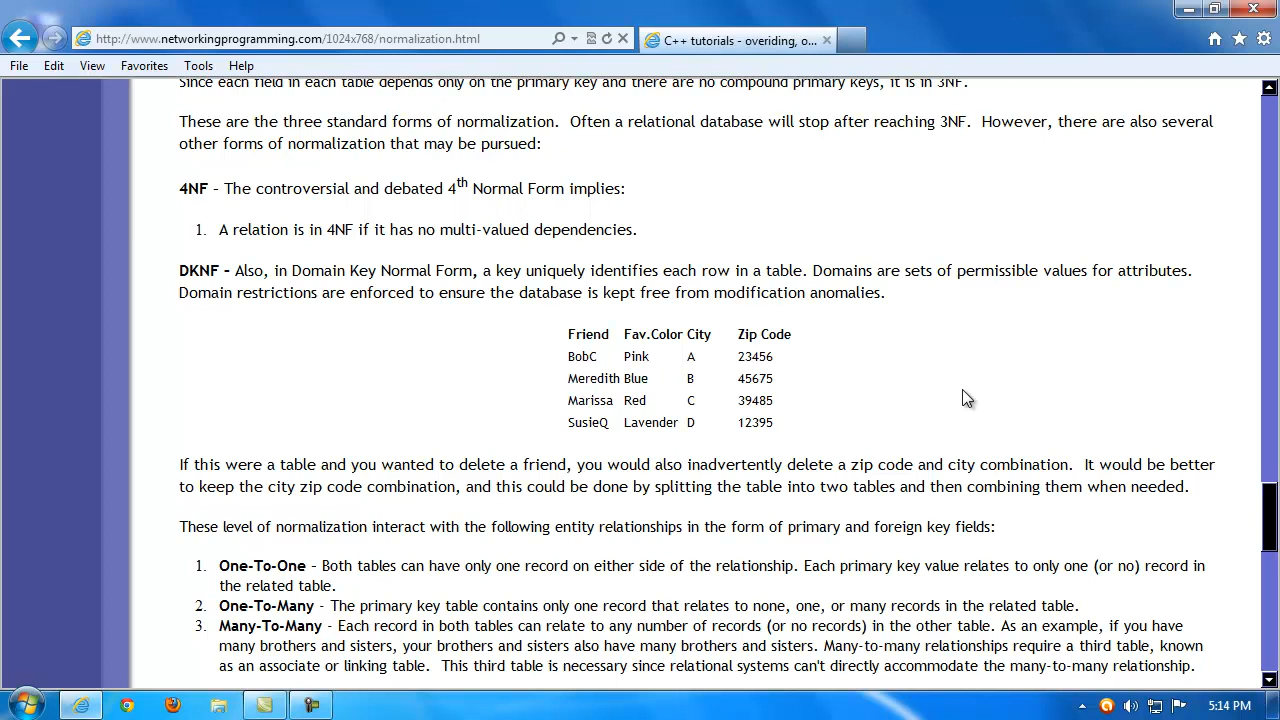 http://www.networkingprogramming.com/1024x768/normalization.html
C++ tutorials - overiding, o...
File Edit View Favorites Tools Help
Since each field in each table depends only on the primary key and there are no compound primary keys, it is in 3NF.
These are the three standard forms of normalization. Often a relational database will stop after reaching 3NF. However, there are also several
other forms of normalization that may be pursued:
4NF – The controversial and debated 4th Normal Form implies:
1. A relation is in 4NF if it has no multi-valued dependencies.
DKNF – Also, in Domain Key Normal Form, a key uniquely identifies each row in a table. Domains are sets of permissible values for attributes.
Domain restrictions are enforced to ensure the database is kept free from modification anomalies.
Friend Fav.Color City Zip Code
BobC Pink A 23456
Meredith Blue B 45675
Marissa Red C 39485
SusieQ Lavender D 12395
If this were a table and you wanted to delete a friend, you would also inadvertently delete a zip code and city combination. It would be better
to keep the city zip code combination, and this could be done by splitting the table into two tables and then combining them when needed.
These level of normalization interact with the following entity relationships in the form of primary and foreign key fields:
1. One-To-One – Both tables can have only one record on either side of the relationship. Each primary key value relates to only one (or no) record in
the related table.
2. One-To-Many - The primary key table contains only one record that relates to none, one, or many records in the related table.
3. Many-To-Many - Each record in both tables can relate to any number of records (or no records) in the other table. As an example, if you have
many brothers and sisters, your brothers and sisters also have many brothers and sisters. Many-to-many relationships require a third table, known
as an associate or linking table. This third table is necessary since relational systems can't directly accommodate the many-to-many relationship.
5:14 PM